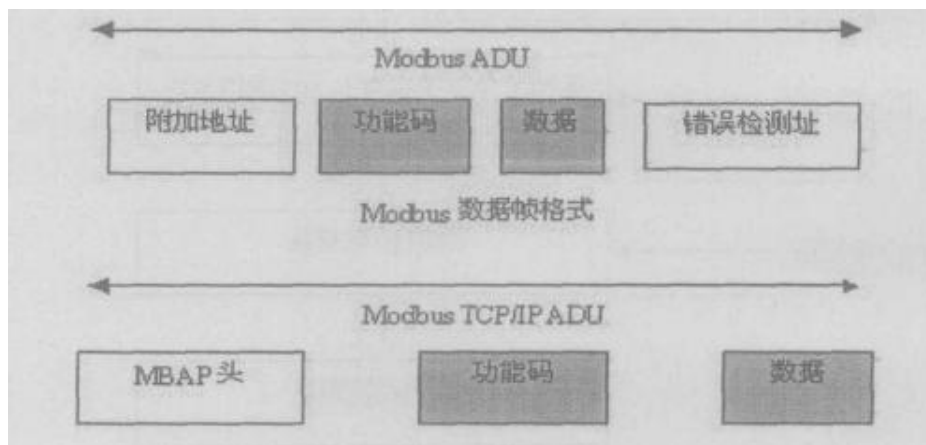 Modbus ADU
附加地址 功能码 数据 错误检测址
Modbus 数据帧格式
Modbus TCP/IP ADU
MBAP 头 功能码 数据